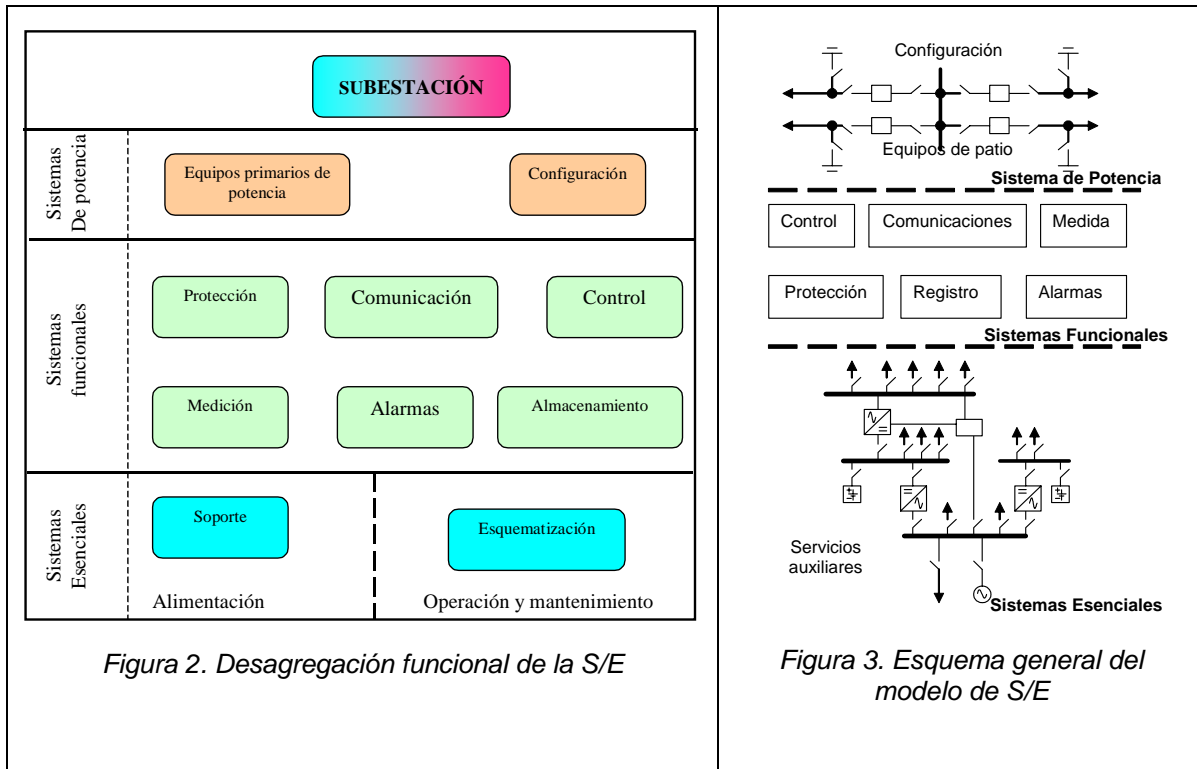 SUBESTACIÓN
Sistemas
De potencia
Equipos primarios de
potencia
Configuración
Sistemas
funcionales
Protección
Comunicación
Control
Medición
Alarmas
Almacenamiento
Sistemas
Esenciales
Soporte
Esquematización
Alimentación
Operación y mantenimiento
Figura 2. Desagregación funcional de la S/E
Configuración
Equipos de patio
Sistema de Potencia
Control
Comunicaciones
Medida
Protección
Registro
Alarmas
Sistemas Funcionales
Servicios
auxiliares
Sistemas Esenciales
Figura 3. Esquema general del
modelo de S/E